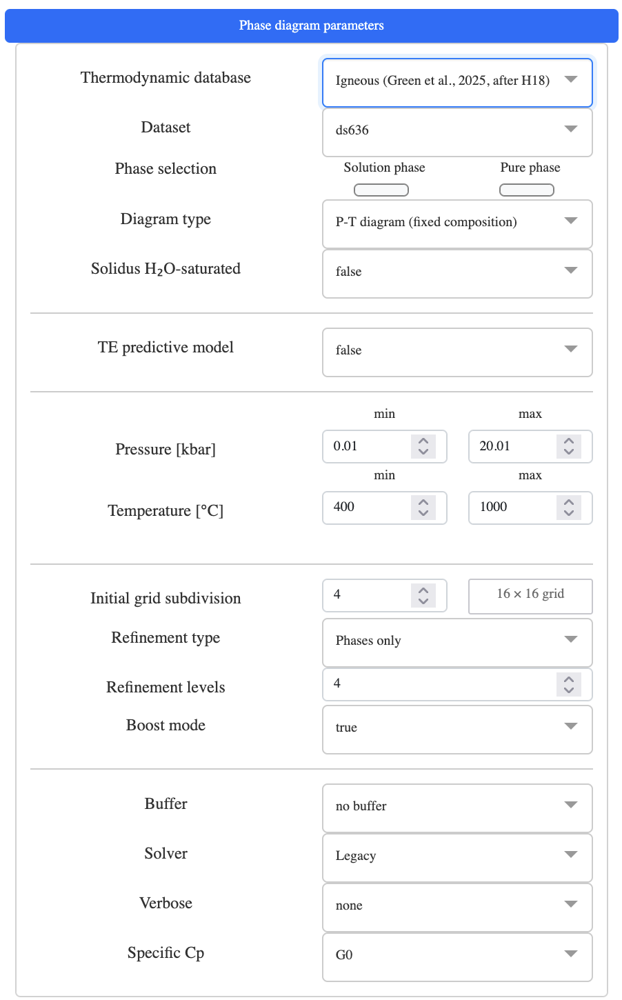 Phase diagram parameters
Thermodynamic database
Igneous (Green et al., 2025, after H18)
Dataset
ds636
Phase selection
Solution phase
Pure phase
Diagram type
P-T diagram (fixed composition)
Solidus H₂O-saturated
false
TE predictive model
false
min
max
Pressure [kbar]
0.01
20.01
min
max
Temperature [°C]
400
1000
Initial grid subdivision
4
16 × 16 grid
Refinement type
Phases only
Refinement levels
4
Boost mode
true
Buffer
no buffer
Solver
Legacy
Verbose
none
Specific Cp
G0